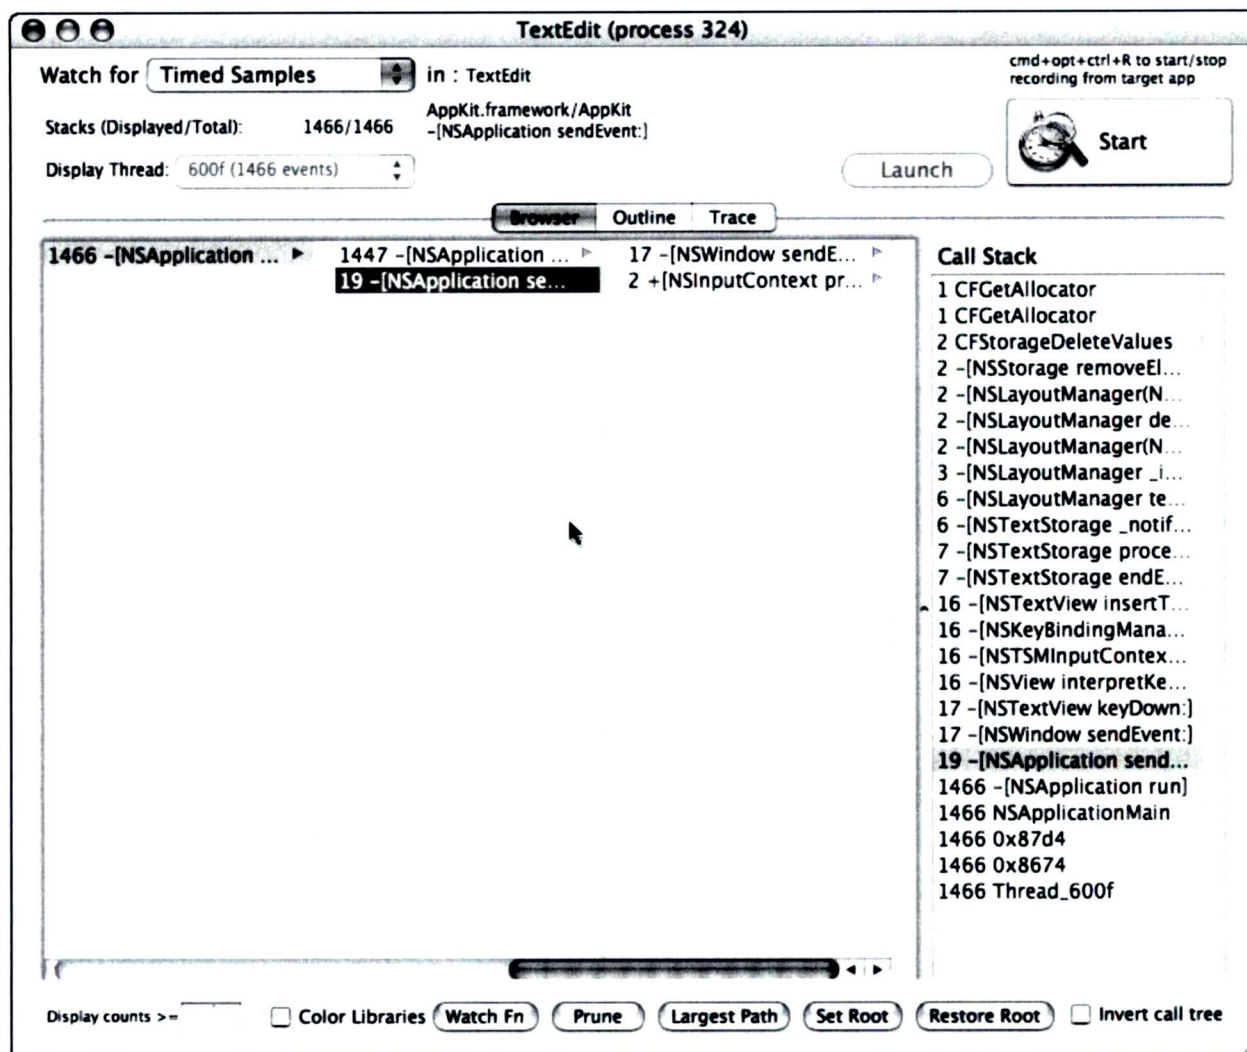 TextEdit (process 324)
Watch for Timed Samples in : TextEdit
cmd+opt+ctrl+R to start/stop
recording from target app
Stacks (Displayed/Total): 1466/1466
AppKit.framework/AppKit
-[NSApplication sendEvent:]
Start
Display Thread: 600f (1466 events)
Launch
Browser Outline Trace
1466 -[NSApplication ...
1447 -[NSApplication ...
19 -[NSApplication se...
17 -[NSWindow sendE...
2 +[NSInputContext pr...
Call Stack
1 CFGetAllocator
1 CFGetAllocator
2 CFStorageDeleteValues
2 -[NSStorage removeEl...
2 -[NSLayoutManager(N...
2 -[NSLayoutManager de...
2 -[NSLayoutManager(N...
3 -[NSLayoutManager _i...
6 -[NSLayoutManager te...
6 -[NSTextStorage _notif...
7 -[NSTextStorage proce...
7 -[NSTextStorage endE...
16 -[NSTextView insertT...
16 -[NSKeyBindingMana...
16 -[NSTSMInputContex...
16 -[NSView interpretKe...
17 -[NSTextView keyDown:]
17 -[NSWindow sendEvent:]
19 -[NSApplication send...
1466 -[NSApplication run]
1466 NSApplicationMain
1466 0x87d4
1466 0x8674
1466 Thread_600f
Display counts >= Color Libraries Watch Fn Prune Largest Path Set Root Restore Root Invert call tree